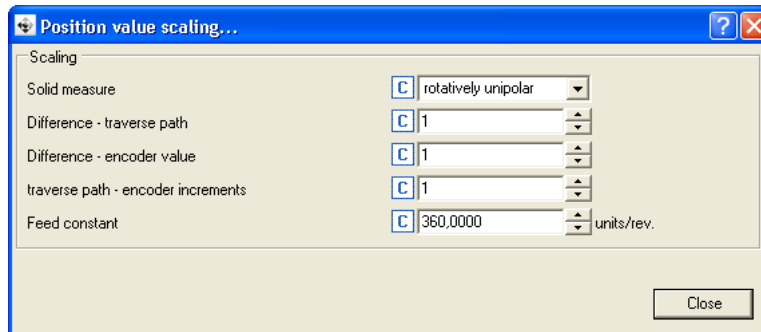 Position value scaling...
Scaling
Solid measure C rotatively unipolar
Difference - traverse path C 1
Difference - encoder value C 1
traverse path - encoder increments C 1
Feed constant C 360,0000 units/rev.
Close